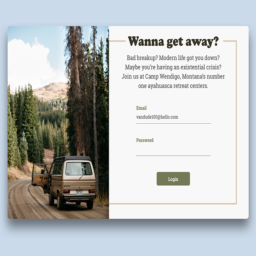 Wanna get away?
Bad breakup? Modern life got you down?
Maybe you're having an existential crisis?
Join us at Camp Wendigo, Montana's number
one ayahuasca retreat centers.
Email
vandude101@hello.com
Password
Login